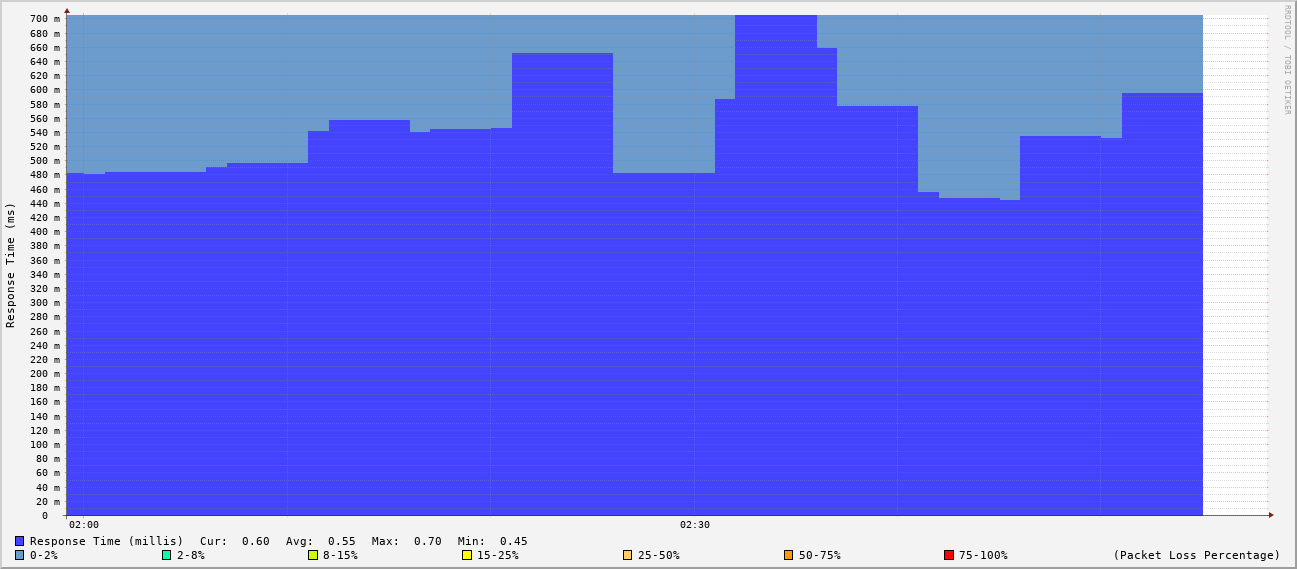 RRDTOOL / TOBI OETIKER
Response Time (ms)
700 m
680 m
660 m
640 m
620 m
600 m
580 m
560 m
540 m
520 m
500 m
480 m
460 m
440 m
420 m
400 m
380 m
360 m
340 m
320 m
300 m
280 m
260 m
240 m
220 m
200 m
180 m
160 m
140 m
120 m
100 m
80 m
60 m
40 m
20 m
0
02:00 02:30
Response Time (millis) Cur: 0.60 Avg: 0.55 Max: 0.70 Min: 0.45
0-2% 2-8% 8-15% 15-25% 25-50% 50-75% 75-100% (Packet Loss Percentage)